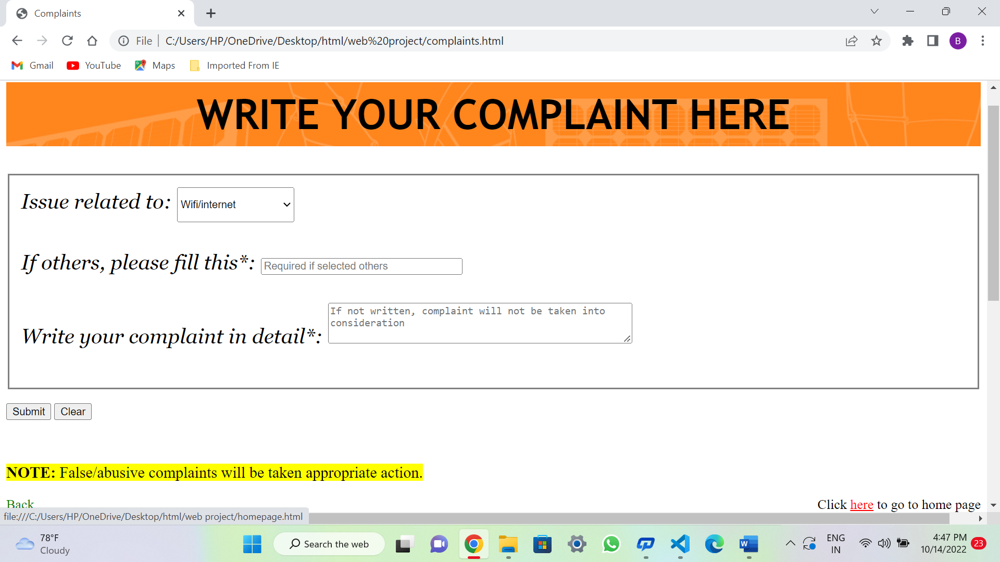 Complaints
File
C:/Users/HP/OneDrive/Desktop/html/web%20project/complaints.html
B
Gmail
YouTube
Maps
Imported From IE
WRITE YOUR COMPLAINT HERE
Issue related to: Wifi/internet
If others, please fill this*: Required if selected others
If not written, complaint will not be taken into
consideration
Write your complaint in detail*:
Submit Clear
NOTE: False/abusive complaints will be taken appropriate action.
Back
Click here to go to home page
file:///C:/Users/HP/OneDrive/Desktop/html/web project/homepage.html
78°F
Cloudy
Search the web
W
ENG
IN
4:47 PM
10/14/2022
23